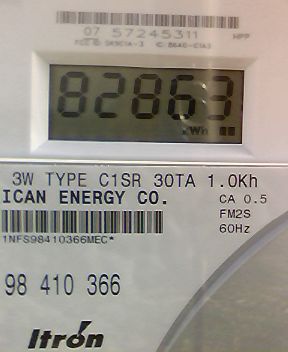 07 57245311 HPP
82863
kWh
3W TYPE C1SR 30TA 1.0Kh
ICAN ENERGY CO.
CA 0.5
FM2S
60Hz
1NFS98410366MEC*
98 410 366
Itron